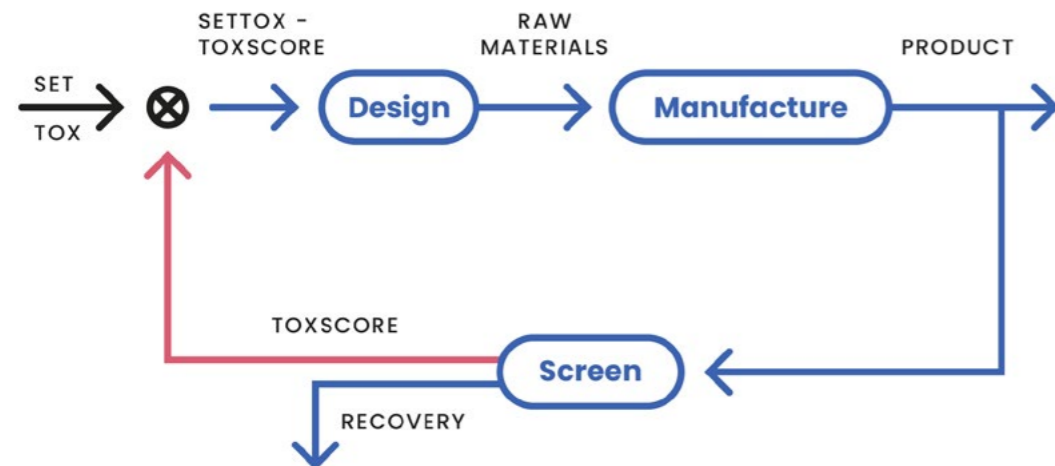 SETTOX -
TOXSCORE
RAW
MATERIALS
PRODUCT
SET
TOX
Design
Manufacture
TOXSCORE
Screen
RECOVERY